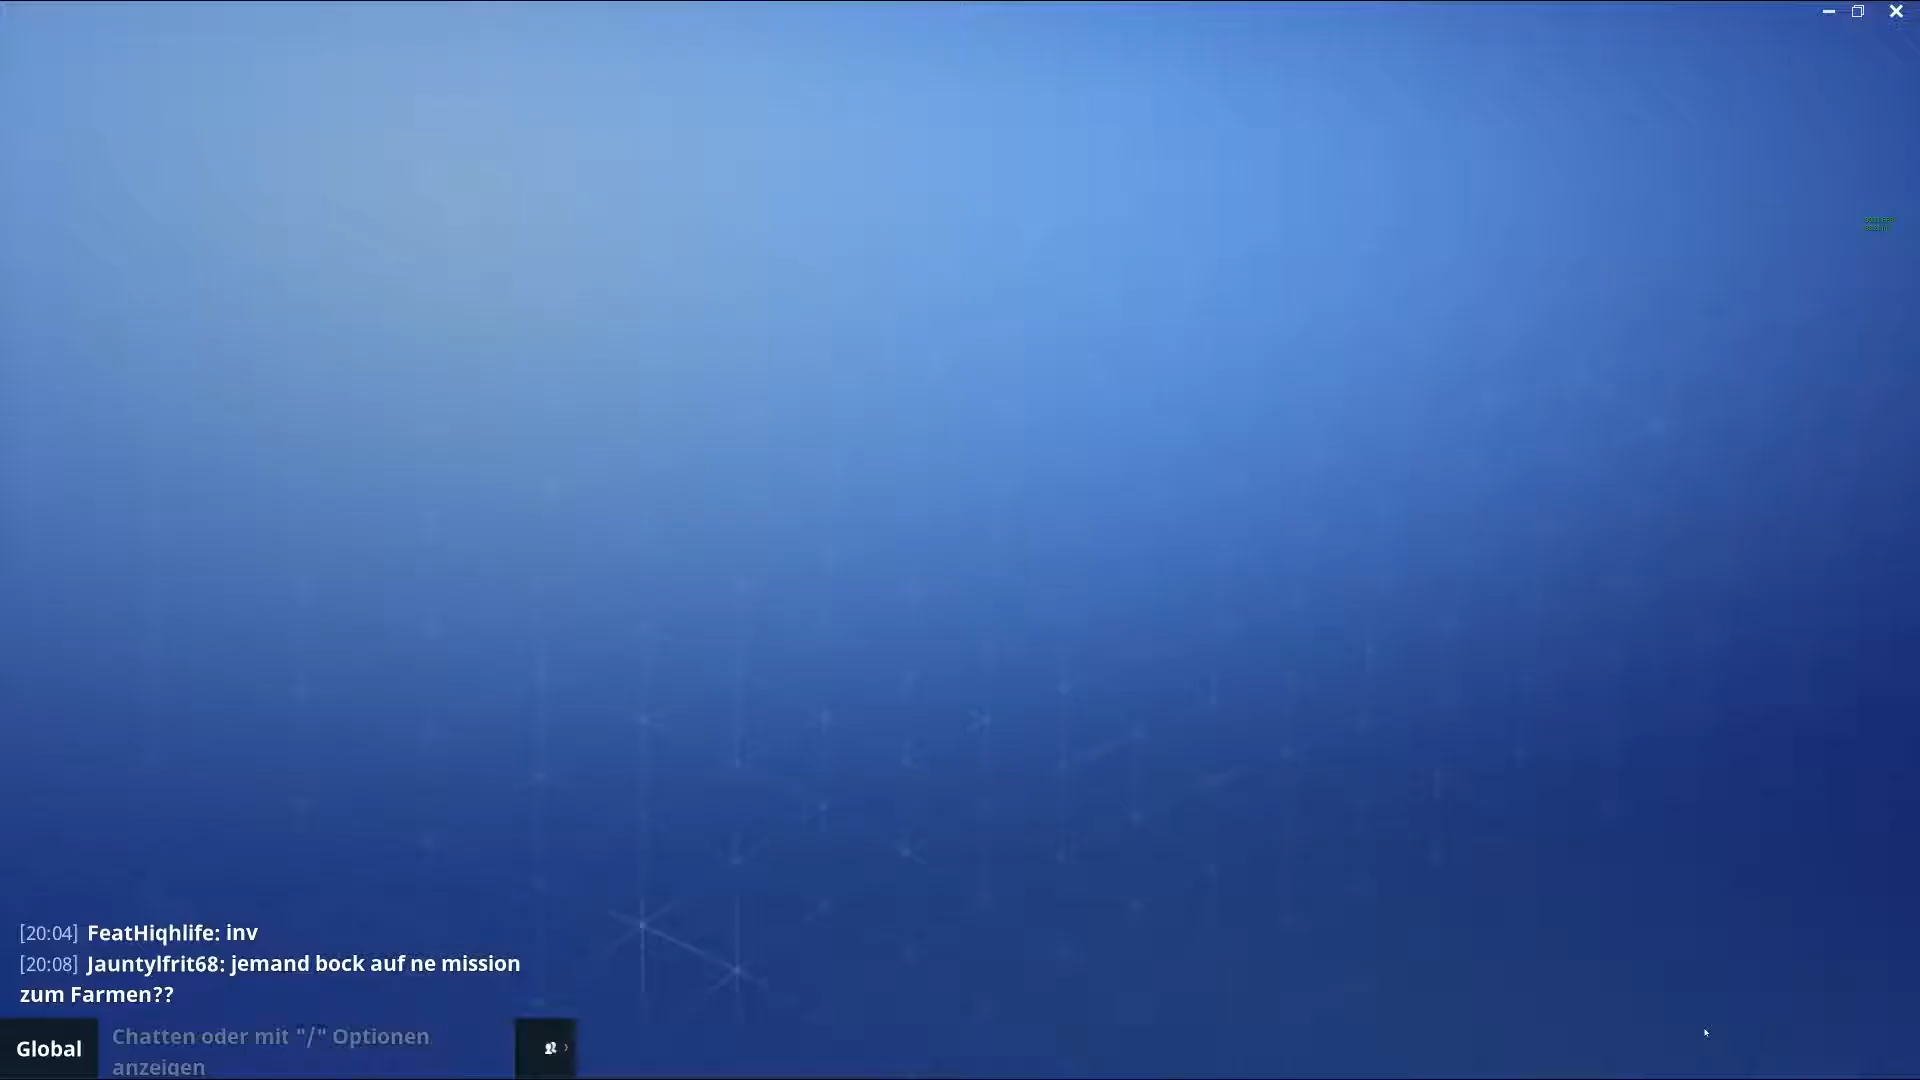 [20:04] FeatHiqhlife: inv
[20:08] Jauntylfrit68: jemand bock auf ne mission
zum Farmen??
Global
Chatten oder mit "/" Optionen
anzeigen